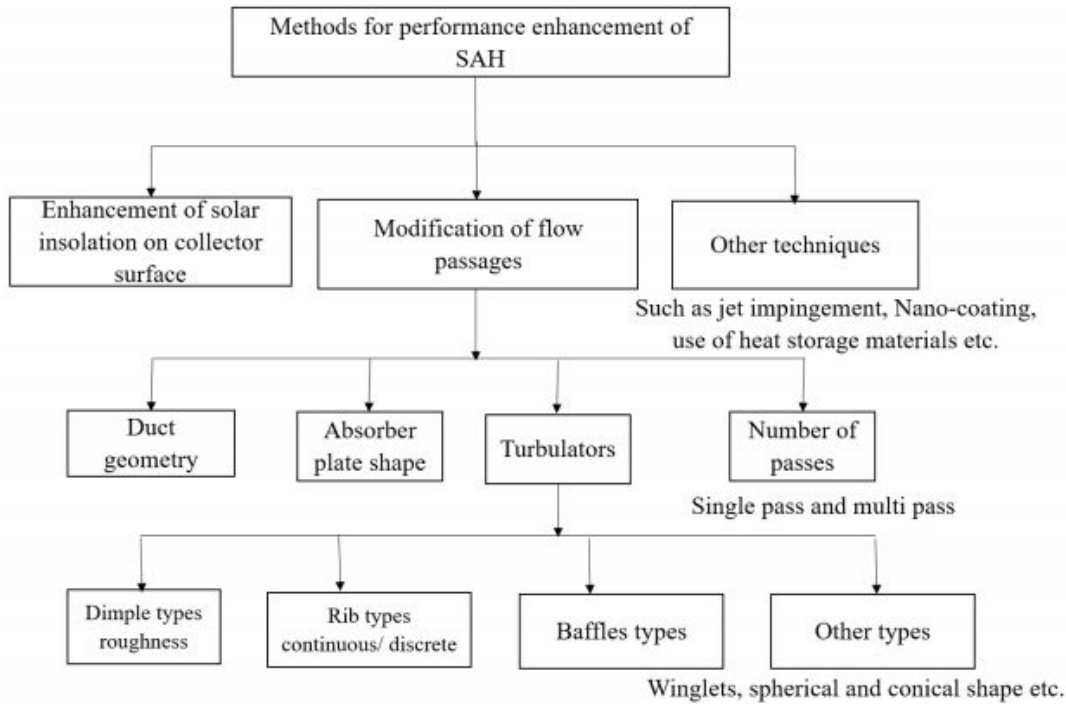 Methods for performance enhancement of
SAH
Enhancement of solar
insolation on collector
surface
Modification of flow
passages
Other techniques
Such as jet impingement, Nano-coating,
use of heat storage materials etc.
Duct
geometry
Absorber
plate shape
Turbulators
Number of
passes
Single pass and multi pass
Dimple types
roughness
Rib types
continuous/ discrete
Baffles types
Other types
Winglets, spherical and conical shape etc.